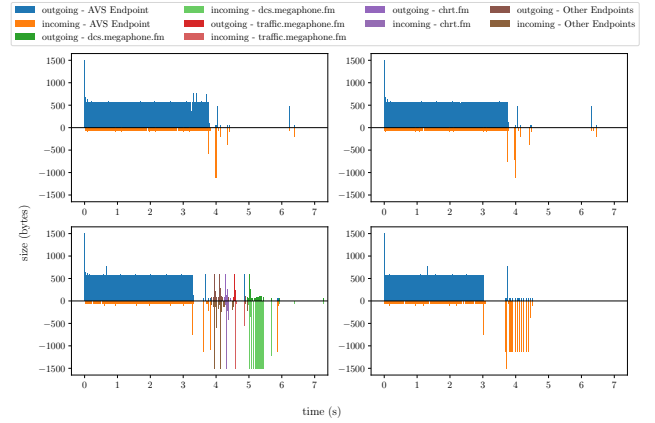 outgoing - AVS Endpoint
incoming - AVS Endpoint
outgoing - dcs.megaphone.fm
incoming - dcs.megaphone.fm
outgoing - traffic.megaphone.fm
incoming - traffic.megaphone.fm
outgoing - chrt.fm
incoming - chrt.fm
outgoing - Other Endpoints
incoming - Other Endpoints
size (bytes)
1500
1000
500
0
−500
−1000
−1500
0 1 2 3 4 5 6 7
1500
1000
500
0
−500
−1000
−1500
0 1 2 3 4 5 6 7
1500
1000
500
0
−500
−1000
−1500
0 1 2 3 4 5 6 7
1500
1000
500
0
−500
−1000
−1500
0 1 2 3 4 5 6 7
time (s)